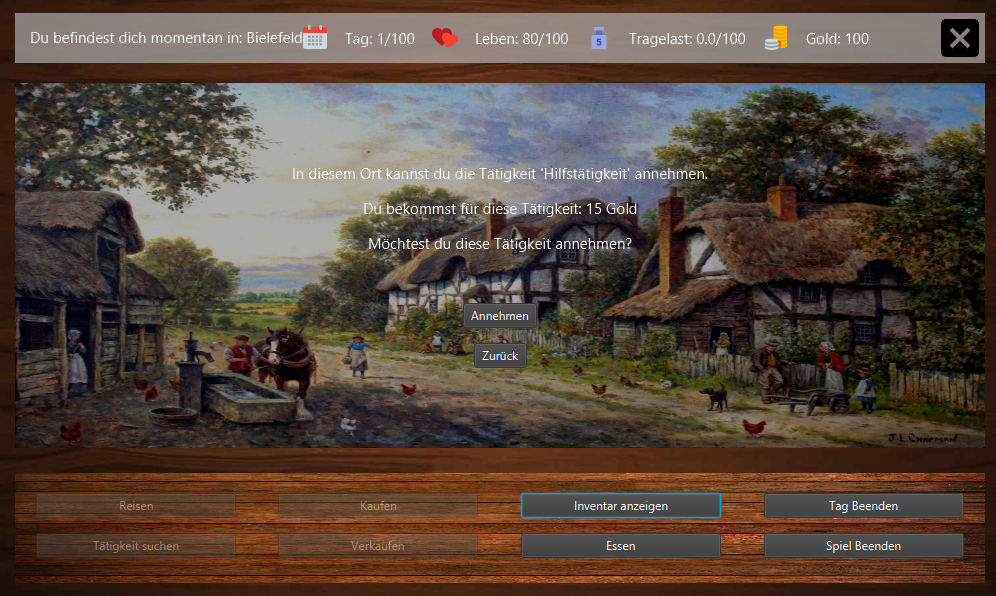 Du befindest dich momentan in: Bielefeld Tag: 1/100 Leben: 80/100 5 Tragelast: 0.0/100 Gold: 100
In diesem Ort kannst du die Tätigkeit 'Hilfstätigkeit' annehmen.
Du bekommst für diese Tätigkeit: 15 Gold
Möchtest du diese Tätigkeit annehmen?
Annehmen
Zurück
J.L CHAPMAN
Reisen Kaufen Inventar anzeigen Tag Beenden
Tätigkeit suchen Verkaufen Essen Spiel Beenden